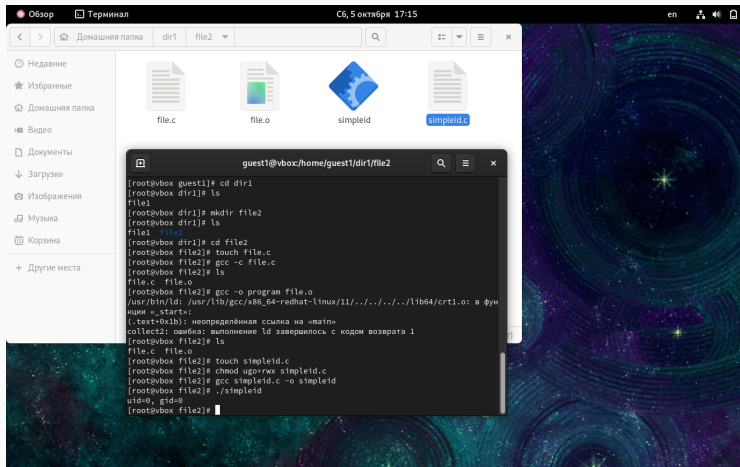 Обзор Терминал Сб, 5 октября 17:15 en
Домашняя папка dir1 file2
Недавние
Избранные
Домашняя папка
Видео
Документы
Загрузки
Изображения
Музыка
Корзина
+ Другие места
file.c file.o simpleid simpleid.c
guest1@vbox:/home/guest1/dir1/file2
[root@vbox guest1]# cd dir1
[root@vbox dir1]# ls
file1
[root@vbox dir1]# mkdir file2
[root@vbox dir1]# ls
file1 file2
[root@vbox dir1]# cd file2
[root@vbox file2]# touch file.c
[root@vbox file2]# gcc -c file.c
[root@vbox file2]# ls
file.c file.o
[root@vbox file2]# gcc -o program file.o
/usr/bin/ld: /usr/lib/gcc/x86_64-redhat-linux/11/../../../../lib64/crt1.o: в фун
кции «_start»:
(.text+0x1b): неопределённая ссылка на «main»
collect2: ошибка: выполнение ld завершилось с кодом возврата 1
[root@vbox file2]# ls
file.c file.o
[root@vbox file2]# touch simpleid.c
[root@vbox file2]# chmod ugo+rwx simpleid.c
[root@vbox file2]# gcc simpleid.c -o simpleid
[root@vbox file2]# ./simpleid
uid=0, gid=0
[root@vbox file2]#